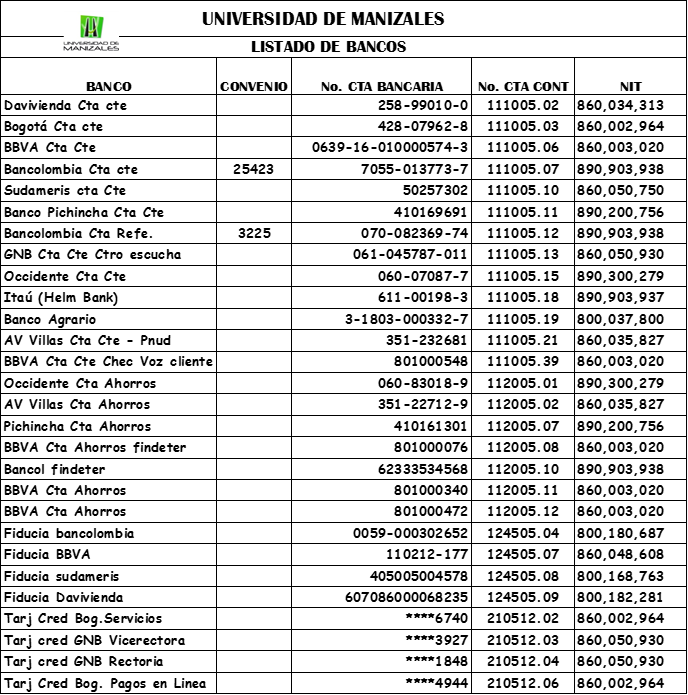 UNIVERSIDAD DE MANIZALES
UNIVERSIDAD DE
MANIZALES
LISTADO DE BANCOS
BANCO CONVENIO No. CTA BANCARIA No. CTA CONT NIT
Davivienda Cta cte 258-99010-0 111005.02 860,034,313
Bogotá Cta cte 428-07962-8 111005.03 860,002,964
BBVA Cta Cte 0639-16-010000574-3 111005.06 860,003,020
Bancolombia Cta cte 25423 7055-013773-7 111005.07 890,903,938
Sudameris cta Cte 50257302 111005.10 860,050,750
Banco Pichincha Cta Cte 410169691 111005.11 890,200,756
Bancolombia Cta Refe. 3225 070-082369-74 111005.12 890,903,938
GNB Cta Cte Ctro escucha 061-045787-011 111005.13 860,050,930
Occidente Cta Cte 060-07087-7 111005.15 890,300,279
Itaú (Helm Bank) 611-00198-3 111005.18 890,903,937
Banco Agrario 3-1803-000332-7 111005.19 800,037,800
AV Villas Cta Cte - Pnud 351-232681 111005.21 860,035,827
BBVA Cta Cte Chec Voz cliente 801000548 111005.39 860,003,020
Occidente Cta Ahorros 060-83018-9 112005.01 890,300,279
AV Villas Cta Ahorros 351-22712-9 112005.02 860,035,827
Pichincha Cta Ahorros 410161301 112005.07 890,200,756
BBVA Cta Ahorros findeter 801000076 112005.08 860,003,020
Bancol findeter 62333534568 112005.10 890,903,938
BBVA Cta Ahorros 801000340 112005.11 860,003,020
BBVA Cta Ahorros 801000472 112005.12 860,003,020
Fiducia bancolombia 0059-000302652 124505.04 800,180,687
Fiducia BBVA 110212-177 124505.07 860,048,608
Fiducia sudameris 405005004578 124505.08 800,168,763
Fiducia Davivienda 607086000068235 124505.09 800,182,281
Tarj Cred Bog.Servicios ****6740 210512.02 860,002,964
Tarj cred GNB Vicerectora ****3927 210512.03 860,050,930
Tarj cred GNB Rectoria ****1848 210512.04 860,050,930
Tarj Cred Bog. Pagos en Linea ****4944 210512.06 860,002,964